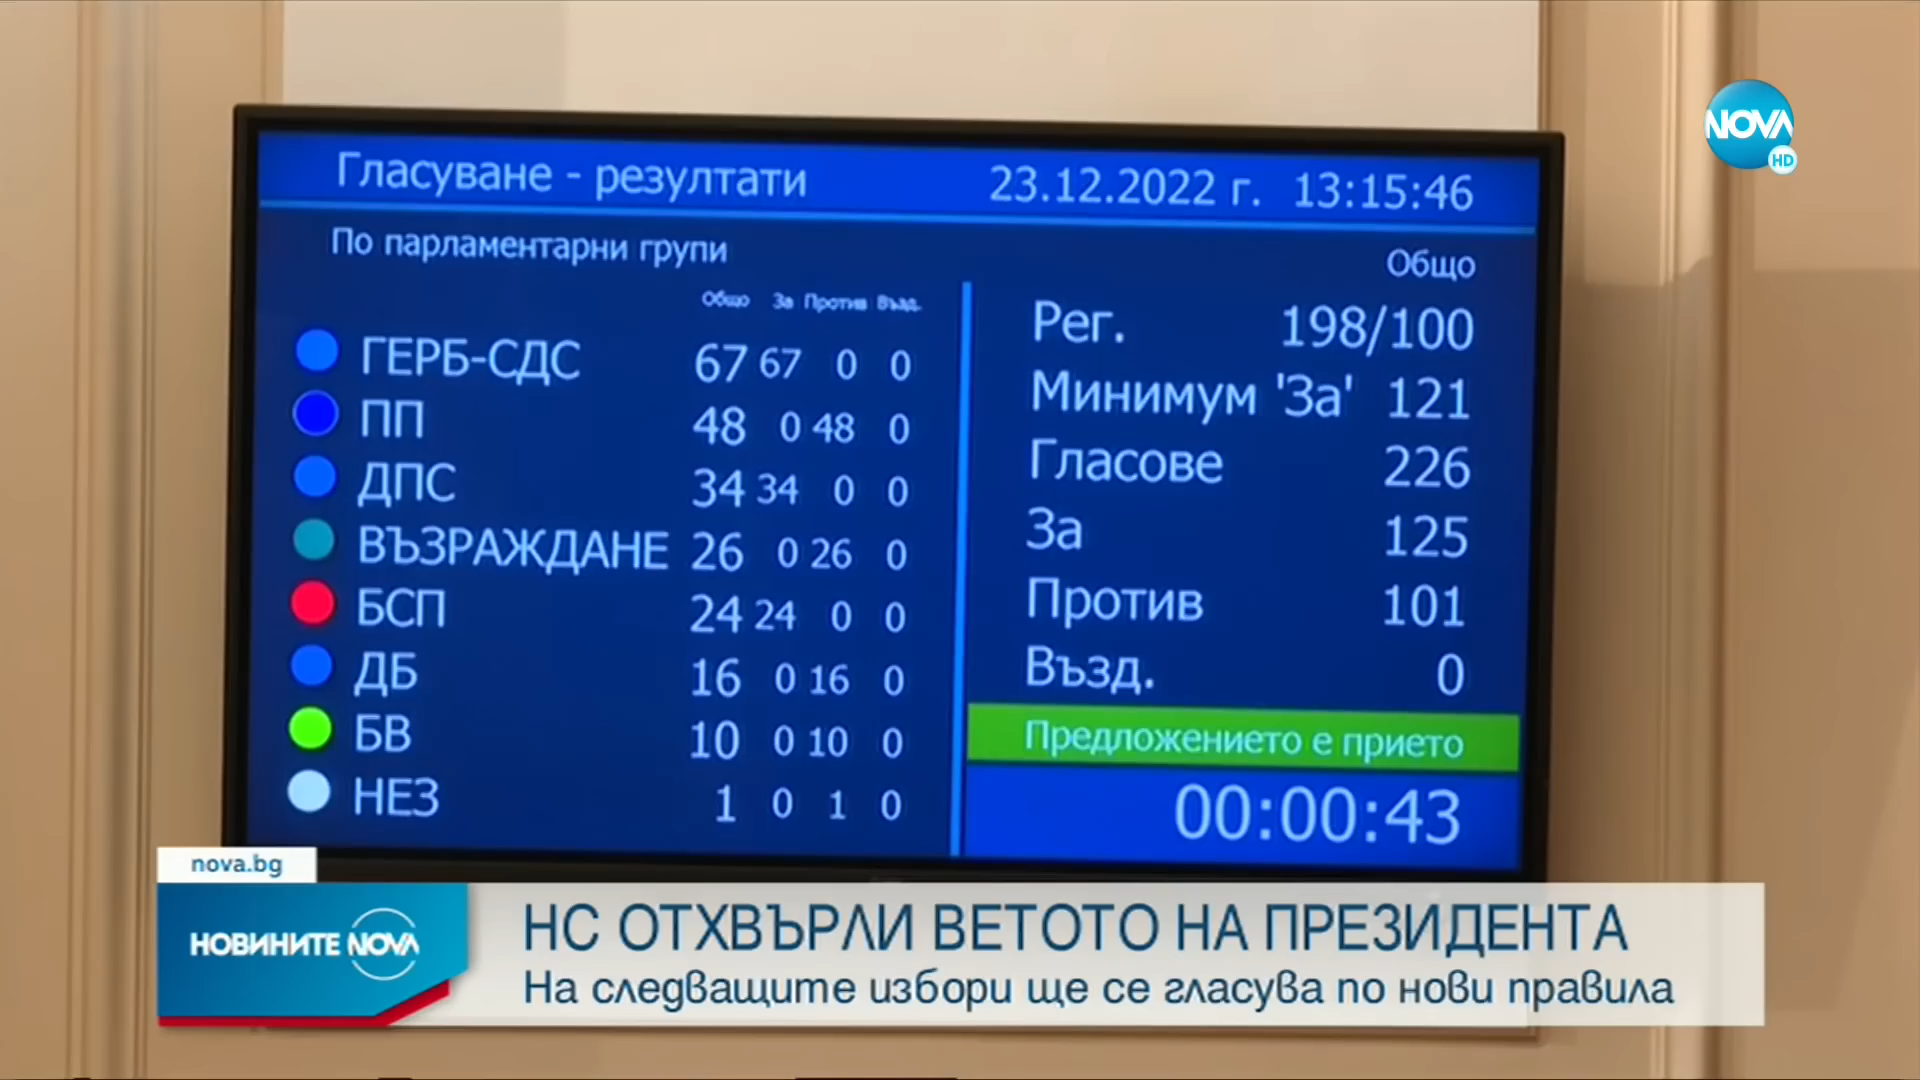 NOVA
HD
Гласуване - резултати 23.12.2022 г. 13:15:46
По парламентарни групи
Общо
Общо За Против Възд.
ГЕРБ-СДС 67 67 0 0
ПП 48 0 48 0
ДПС 34 34 0 0
ВЪЗРАЖДАНЕ 26 0 26 0
БСП 24 24 0 0
ДБ 16 0 16 0
БВ 10 0 10 0
НЕЗ 1 0 1 0
Рег. 198/100
Минимум 'За' 121
Гласове 226
За 125
Против 101
Възд. 0
Предложението е прието
00:00:43
nova.bg
НОВИНИТЕ NOVA
НС ОТХВЪРЛИ ВЕТОТО НА ПРЕЗИДЕНТА
На следващите избори ще се гласува по нови правила